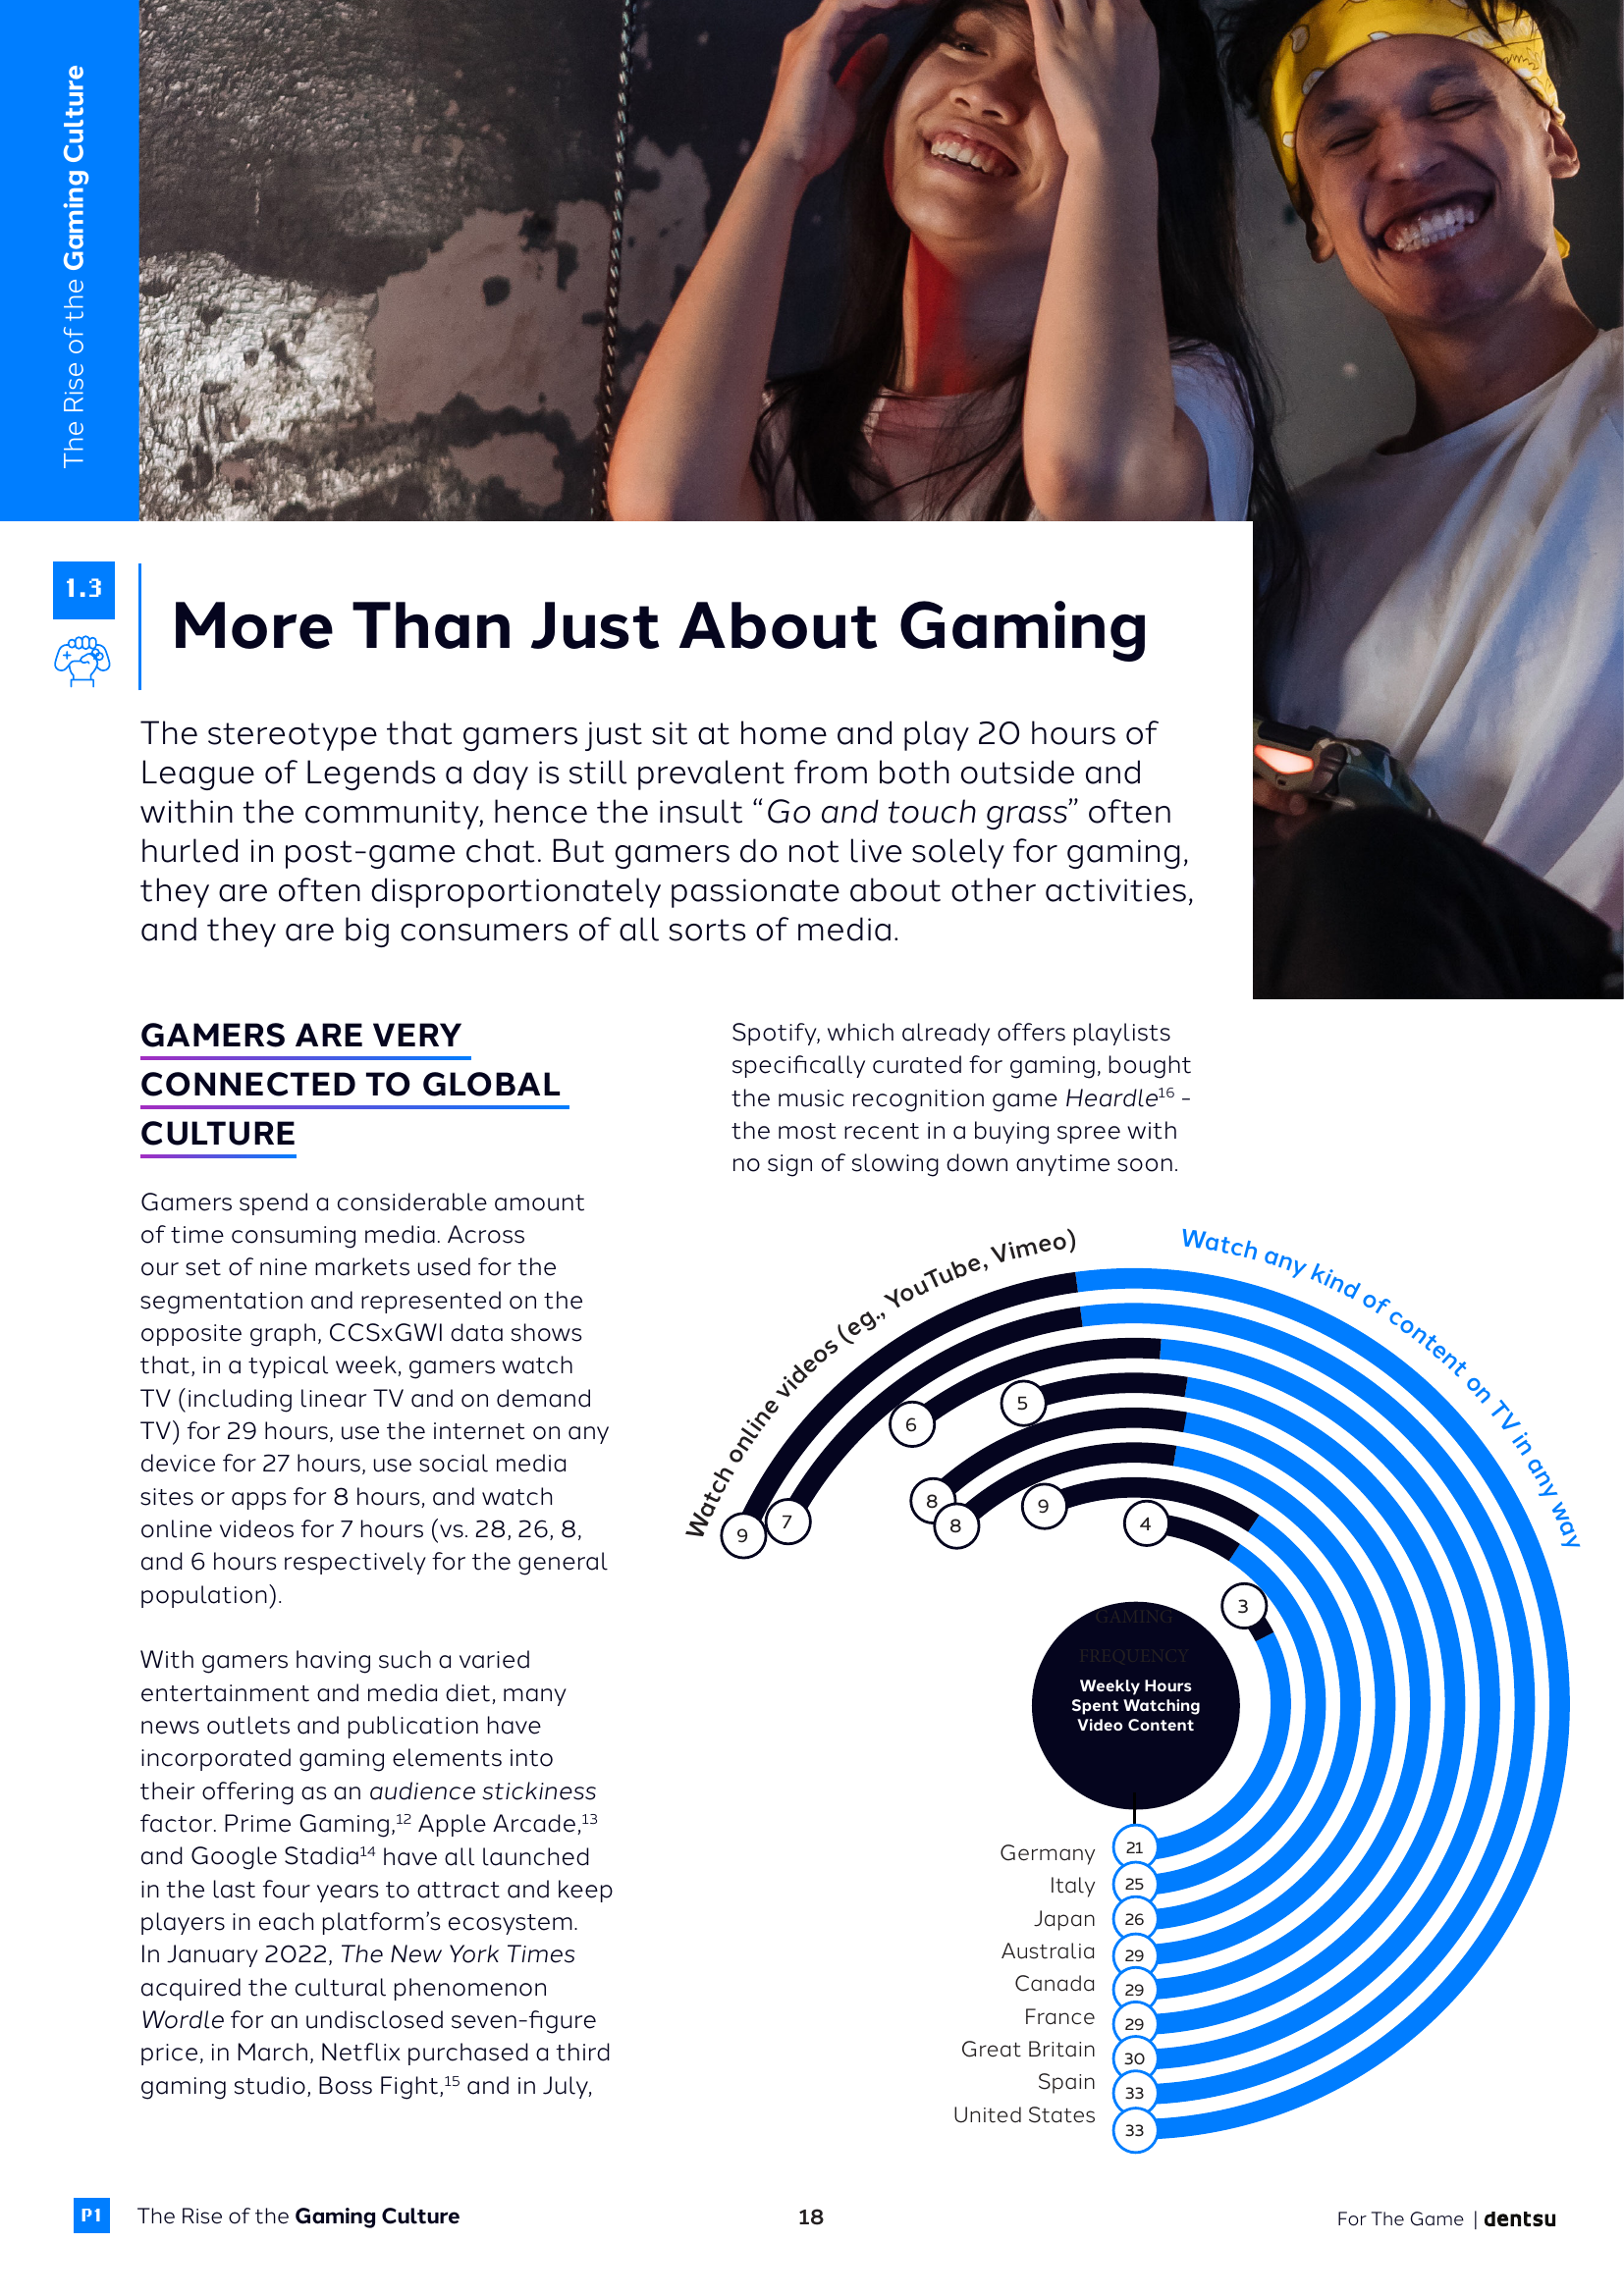 The Rise of the Gaming Culture
1.3
More Than Just About Gaming
The stereotype that gamers just sit at home and play 20 hours of
League of Legends a day is still prevalent from both outside and
within the community, hence the insult “Go and touch grass” often
hurled in post-game chat. But gamers do not live solely for gaming,
they are often disproportionately passionate about other activities,
and they are big consumers of all sorts of media.
GAMERS ARE VERY
CONNECTED TO GLOBAL
CULTURE
Gamers spend a considerable amount
of time consuming media. Across
our set of nine markets used for the
segmentation and represented on the
opposite graph, CCSxGWI data shows
that, in a typical week, gamers watch
TV (including linear TV and on demand
TV) for 29 hours, use the internet on any
device for 27 hours, use social media
sites or apps for 8 hours, and watch
online videos for 7 hours (vs. 28, 26, 8,
and 6 hours respectively for the general
population).
With gamers having such a varied
entertainment and media diet, many
news outlets and publication have
incorporated gaming elements into
their offering as an audience stickiness
factor. Prime Gaming,12 Apple Arcade,13
and Google Stadia14 have all launched
in the last four years to attract and keep
players in each platform’s ecosystem.
In January 2022, The New York Times
acquired the cultural phenomenon
Wordle for an undisclosed seven-figure
price, in March, Netflix purchased a third
gaming studio, Boss Fight,15 and in July,
Spotify, which already offers playlists
specifically curated for gaming, bought
the music recognition game Heardle16 -
the most recent in a buying spree with
no sign of slowing down anytime soon.
Watch online videos (eg., YouTube, Vimeo)
Watch any kind of content on TV in any way
9
7
6
5
8
8
9
4
3
GAMING
FREQUENCY
Weekly Hours
Spent Watching
Video Content
Germany 21
Italy 25
Japan 26
Australia 29
Canada 29
France 29
Great Britain 30
Spain 33
United States 33
P1 The Rise of the Gaming Culture
18
For The Game | dentsu